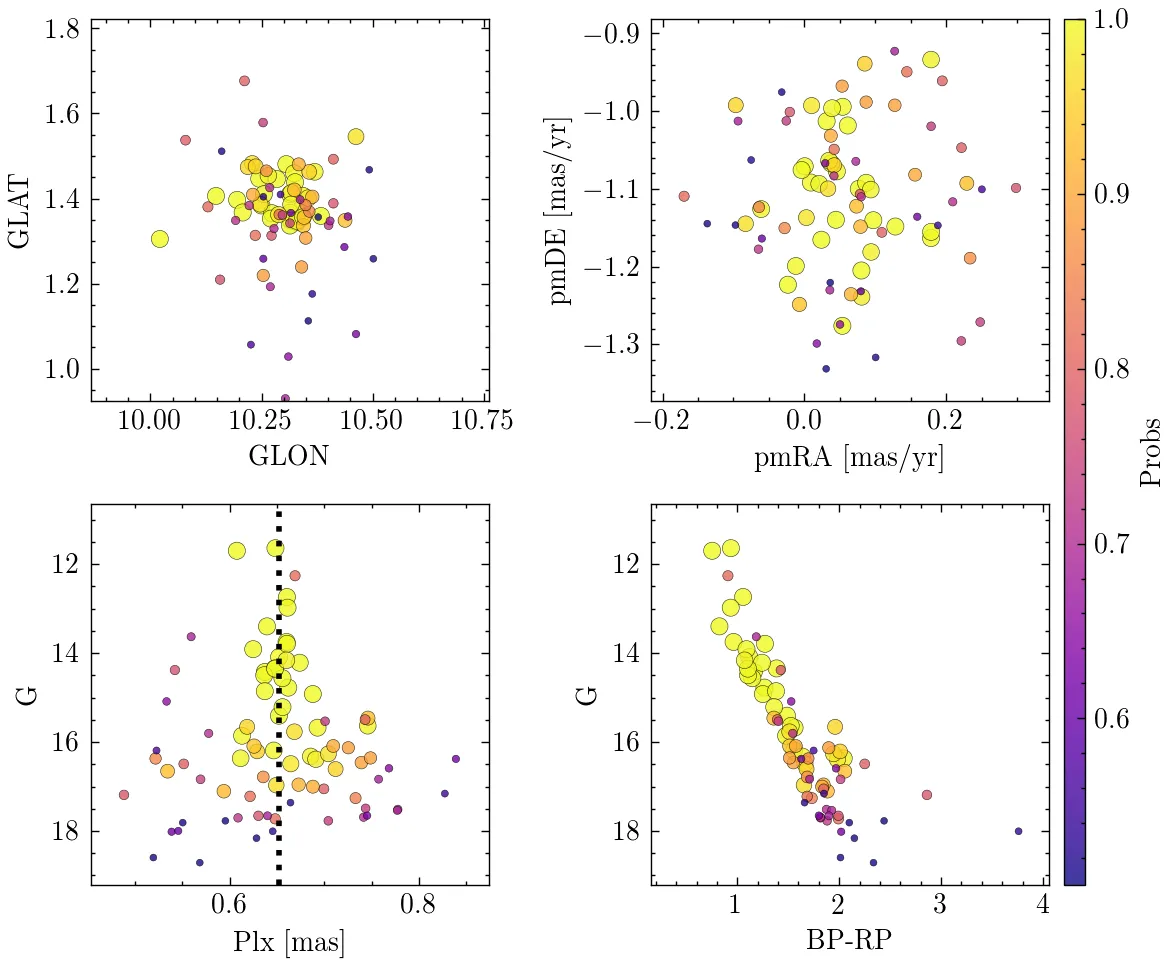 1.8
1.6
1.4
1.2
1.0
GLAT
10.00 10.25 10.50 10.75
GLON
−0.9
−1.0
−1.1
−1.2
−1.3
pmDE [mas/yr]
−0.2 0.0 0.2
pmRA [mas/yr]
12
14
16
18
G
0.6 0.8
Plx [mas]
12
14
16
18
G
1 2 3 4
BP-RP
1.0
0.9
0.8
0.7
0.6
Probs